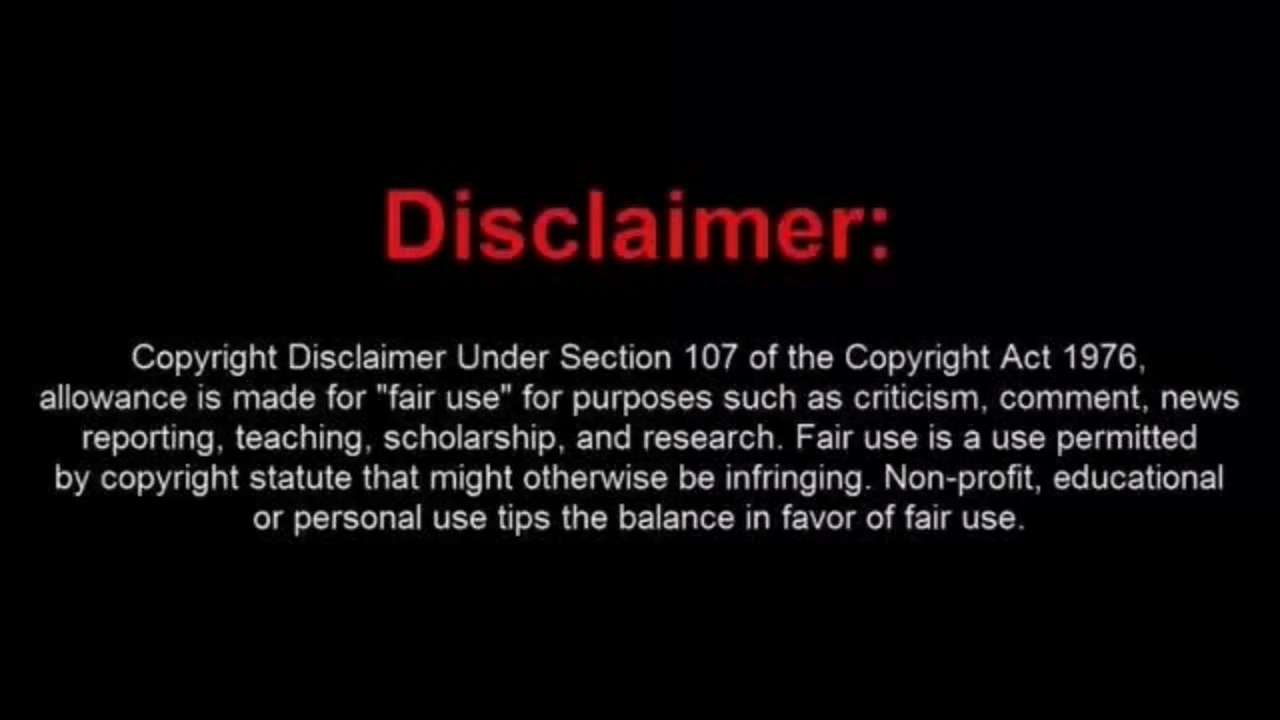 Disclaimer:
Copyright Disclaimer Under Section 107 of the Copyright Act 1976,
allowance is made for "fair use" for purposes such as criticism, comment, news
reporting, teaching, scholarship, and research. Fair use is a use permitted
by copyright statute that might otherwise be infringing. Non-profit, educational
or personal use tips the balance in favor of fair use.